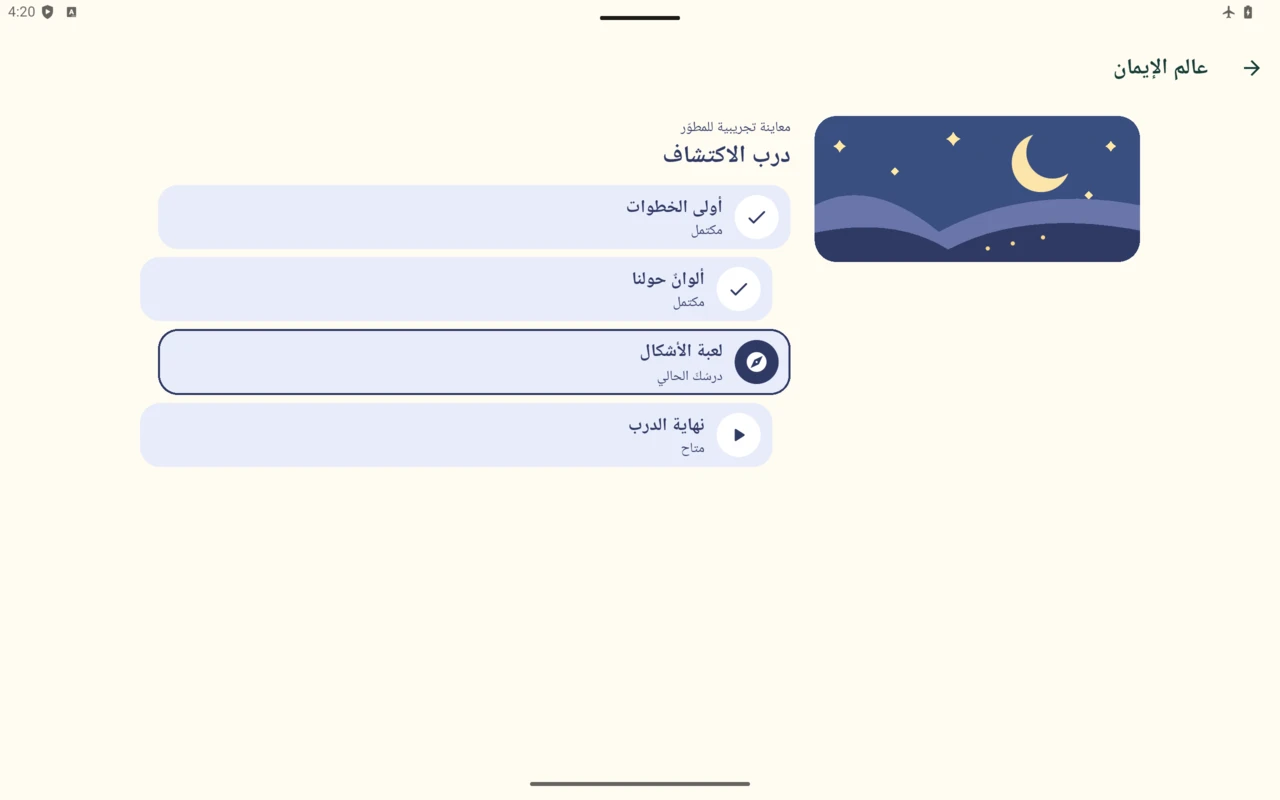 4:20
عالم الإيمان
معاينة تجريبية للمطوّر
درب الاكتشاف
أولى الخطوات
مكتمل
ألوانٌ حولنا
مكتمل
لعبة الأشكال
درسُك الحالي
نهاية الدرب
متاح